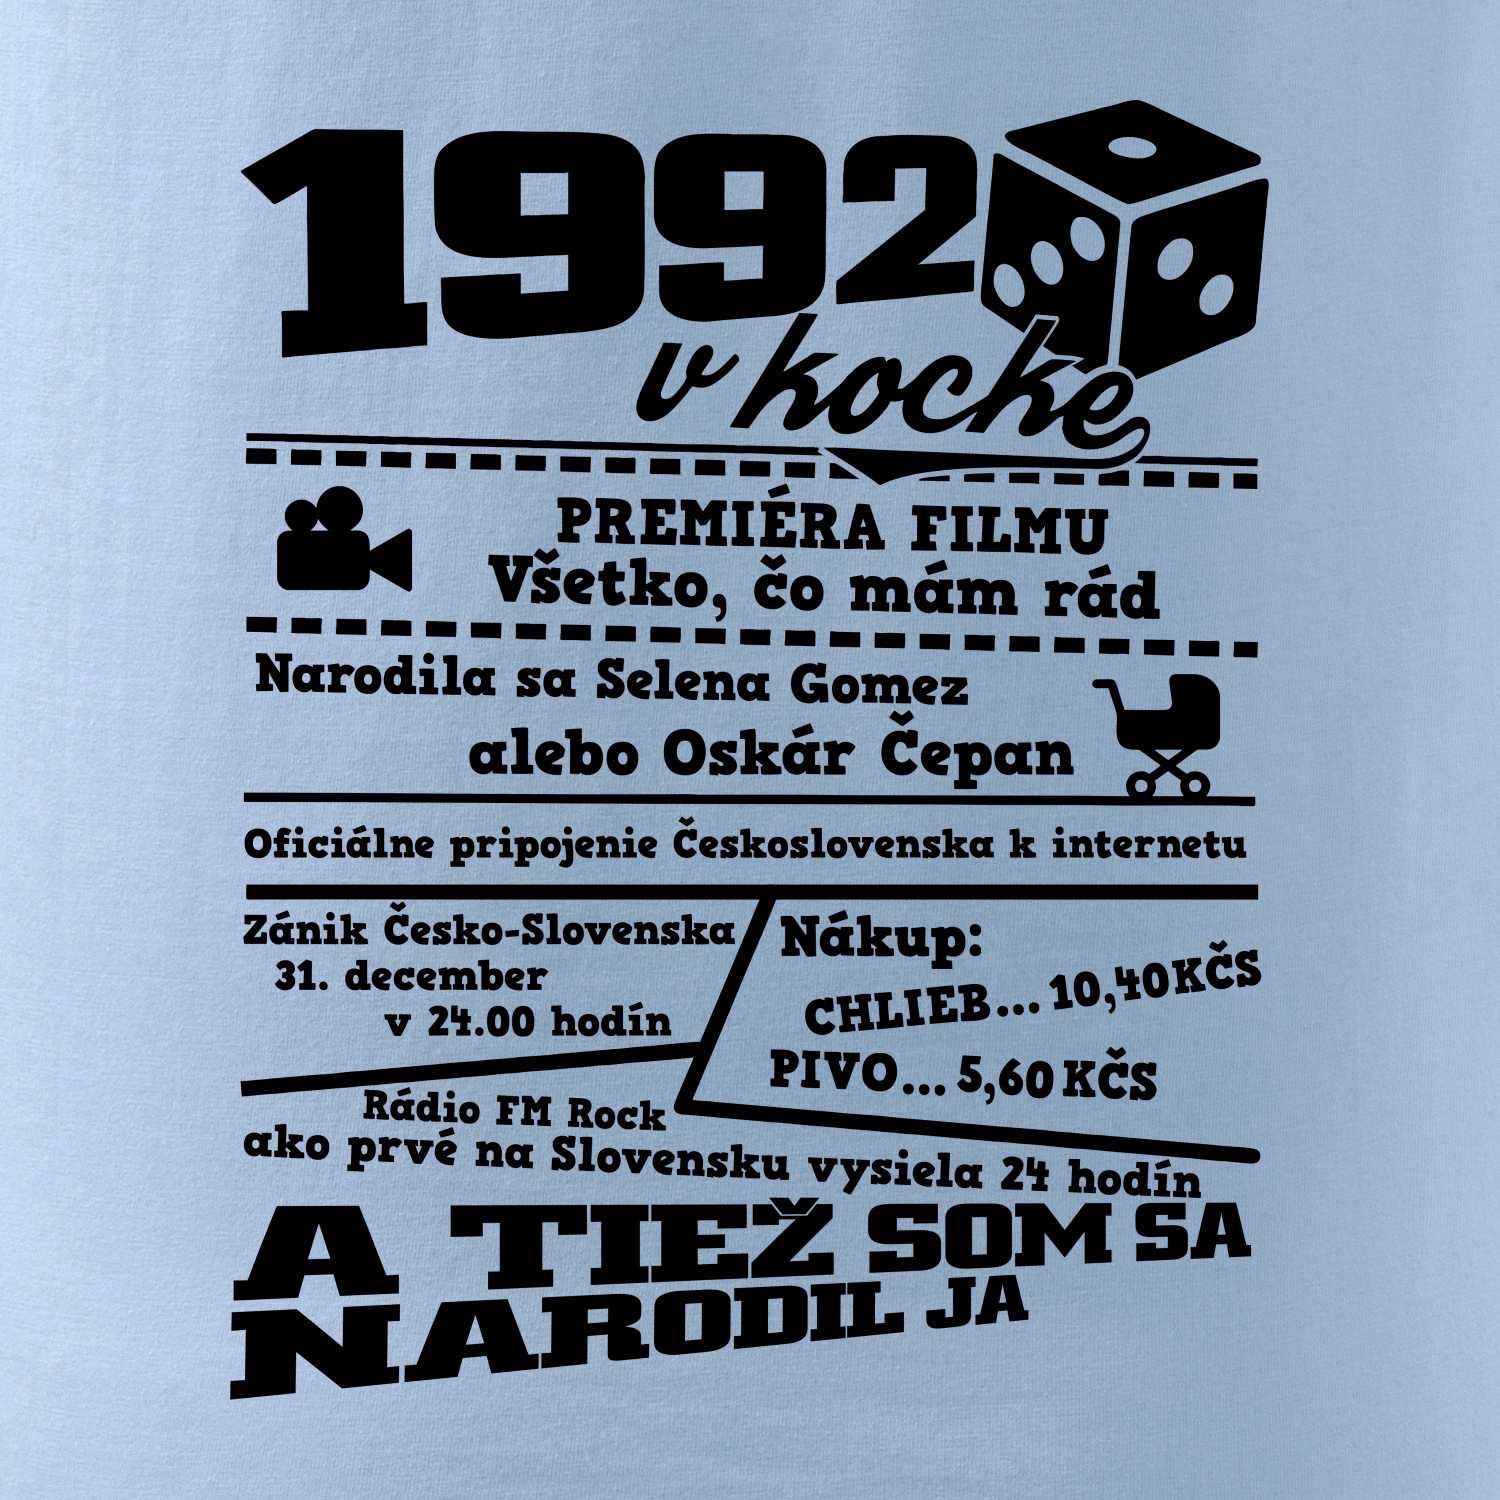 1992
v kocke
PREMIÉRA FILMU
Všetko, čo mám rád
Narodila sa Selena Gomez
alebo Oskár Čepan
Oficiálne pripojenie Československa k internetu
Zánik Česko-Slovenska
31. december
v 24.00 hodín
Nákup:
CHLIEB... 10,40KČS
PIVO... 5,60KČS
Rádio FM Rock
ako prvé na Slovensku vysiela 24 hodín
A TIEŽ SOM SA
NARODIL JA